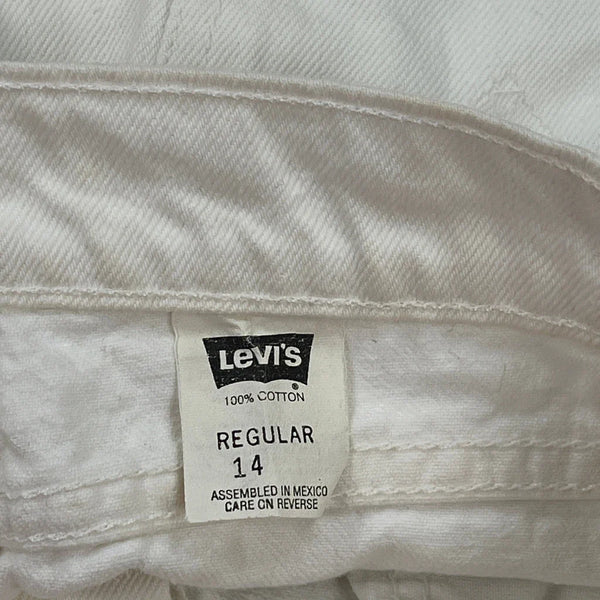 LEVI'S
®
100% COTTON
REGULAR
14
ASSEMBLED IN MEXICO
CARE ON REVERSE